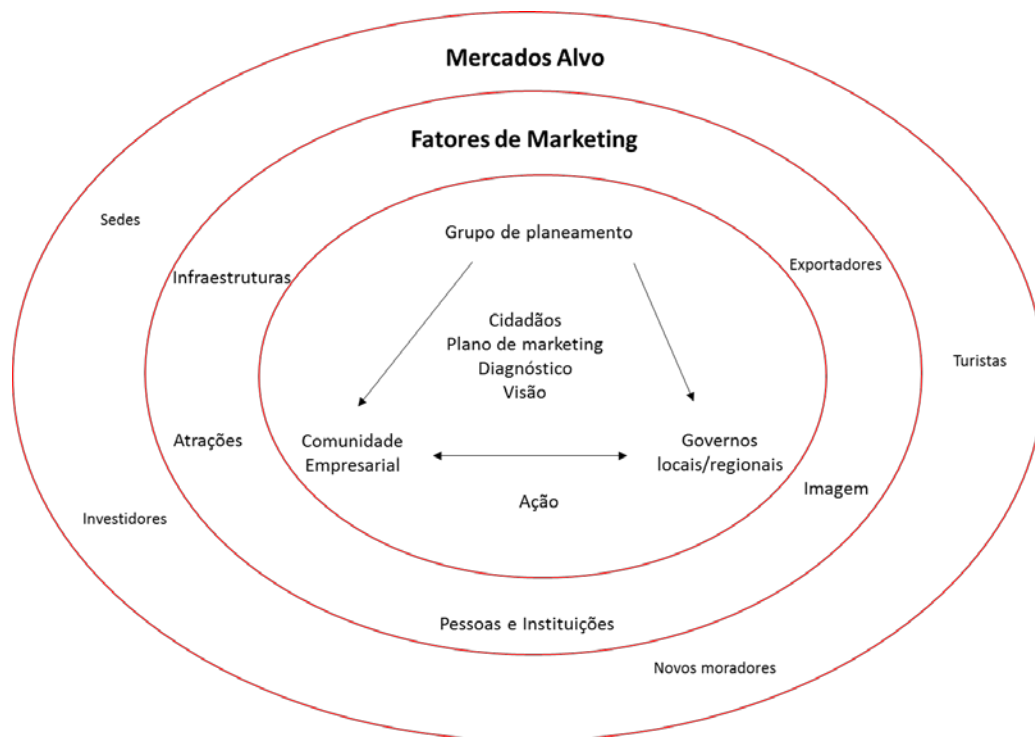 Mercados Alvo
Fatores de Marketing
Sedes
Grupo de planeamento
Infraestruturas
Exportadores
Cidadãos
Plano de marketing
Diagnóstico
Visão
Turistas
Atrações
Comunidade
Empresarial
Governos
locais/regionais
Imagem
Ação
Investidores
Pessoas e Instituições
Novos moradores